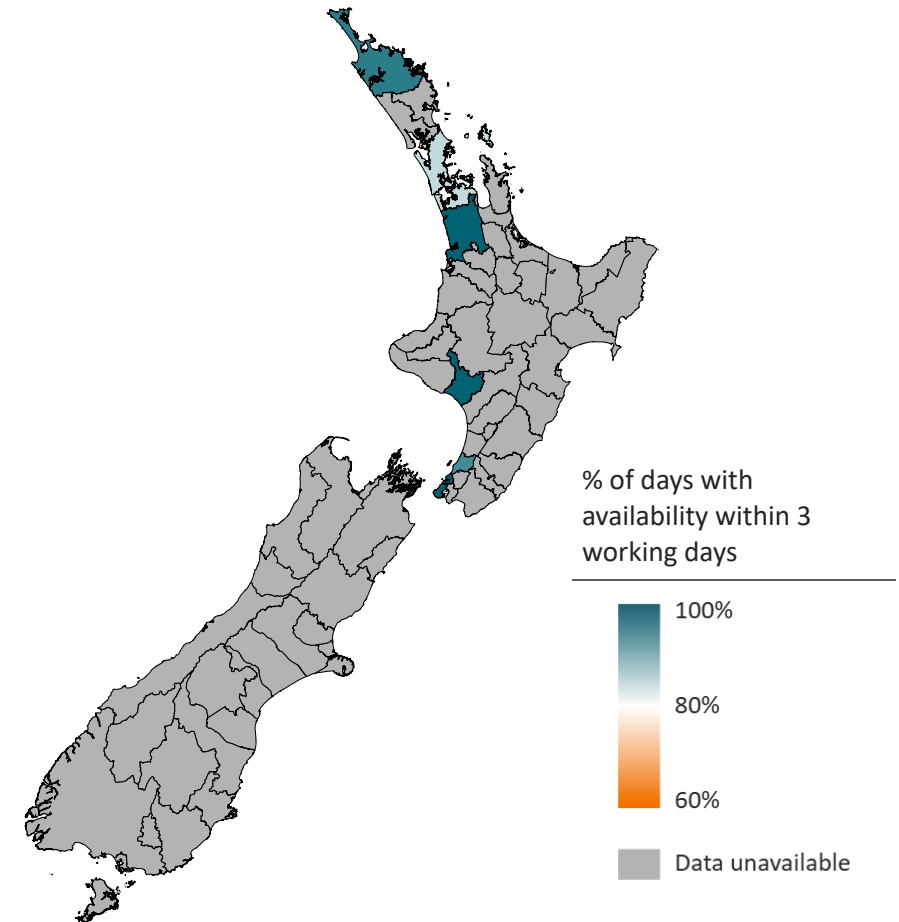 % of days with
availability within 3
working days
100%
80%
60%
Data unavailable